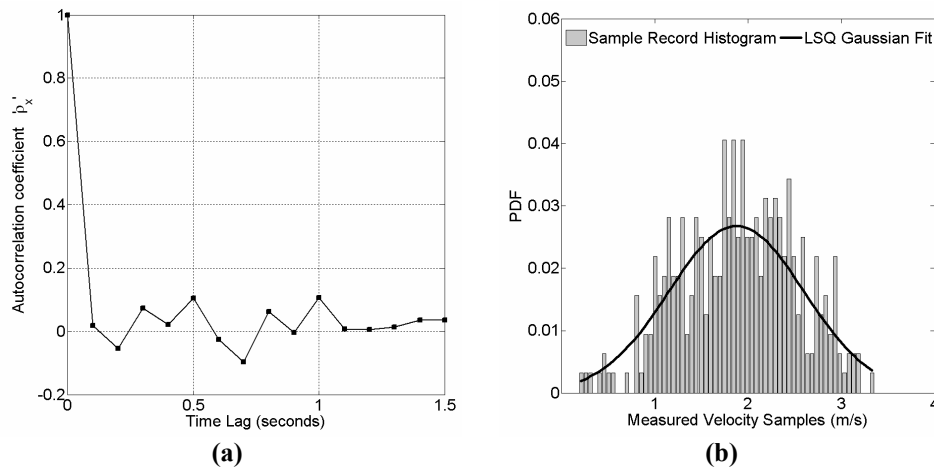 1
0.8
0.6
0.4
0.2
0
-0.2
Autocorrelation coefficient 'ρ̂x'
0 0.5 1 1.5
Time Lag (seconds)
(a)
0.06
0.05
0.04
0.03
0.02
0.01
0
PDF
Sample Record Histogram LSQ Gaussian Fit
1 2 3 4
Measured Velocity Samples (m/s)
(b)